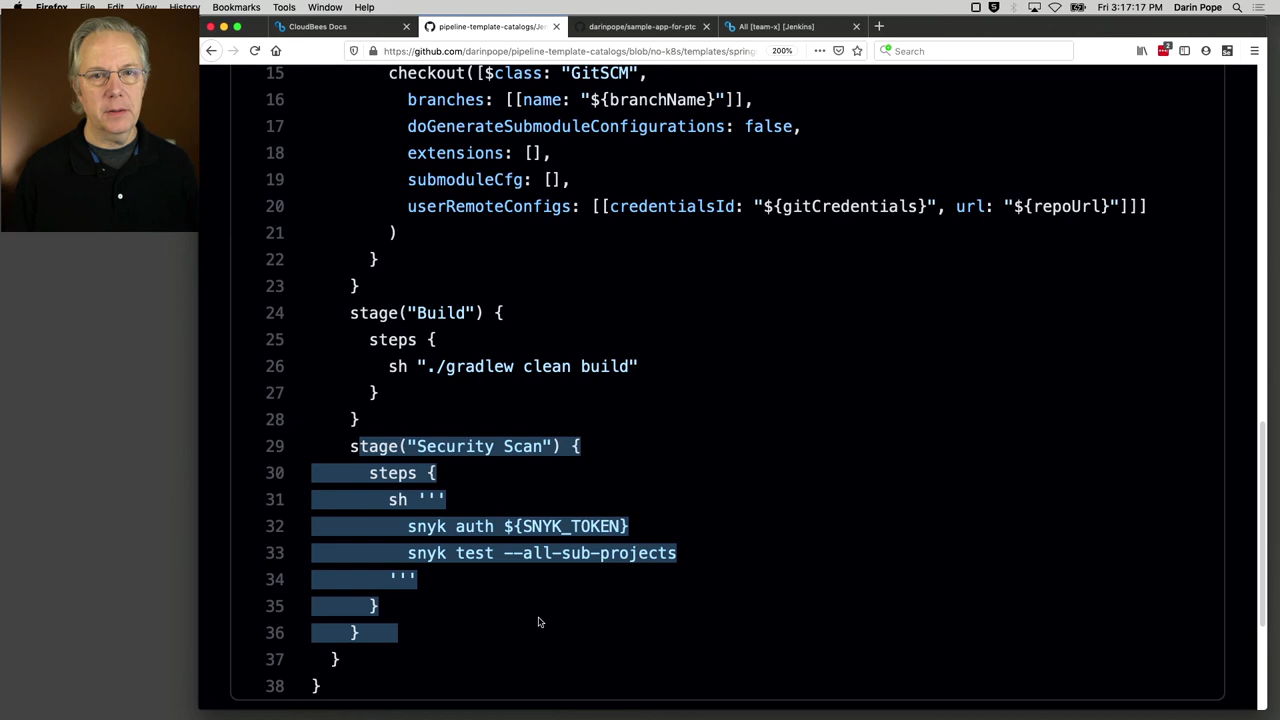 Firefox File Edit View History Bookmarks Tools Window Help Fri 3:17:17 PM Darin Pope
CloudBees Docs
pipeline-template-catalogs/Je
darinpope/sample-app-for-ptc
All [team-x] [Jenkins]
https://github.com/darinpope/pipeline-template-catalogs/blob/no-k8s/templates/spring 200% Search
15 checkout([$class: "GitSCM",
16 branches: [[name: "${branchName}"]],
17 doGenerateSubmoduleConfigurations: false,
18 extensions: [],
19 submoduleCfg: [],
20 userRemoteConfigs: [[credentialsId: "${gitCredentials}", url: "${repoUrl}"]]]
21 )
22 }
23 }
24 stage("Build") {
25 steps {
26 sh "./gradlew clean build"
27 }
28 }
29 stage("Security Scan") {
30 steps {
31 sh '''
32 snyk auth ${SNYK_TOKEN}
33 snyk test --all-sub-projects
34 '''
35 }
36 }
37 }
38 }